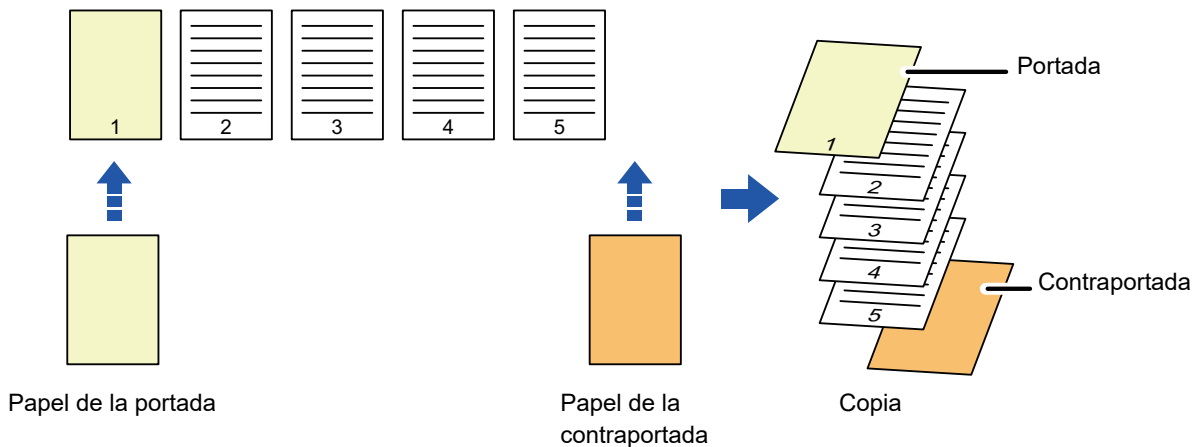 1
2
3
4
5
Papel de la portada
Papel de la
contraportada
Portada
1
2
3
4
5
Contraportada
Copia